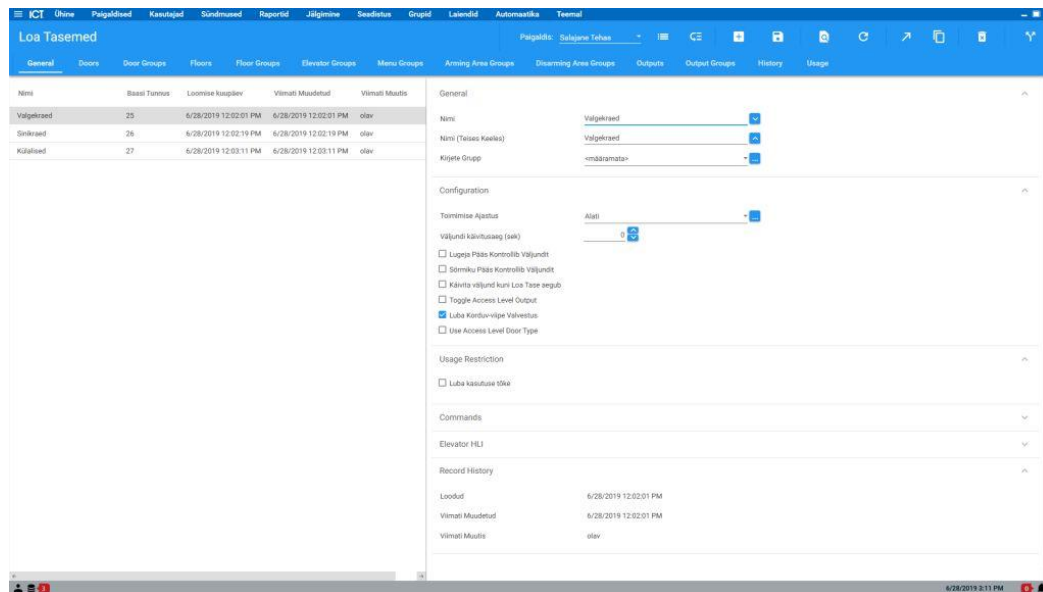 ICT Ühine Paigaldised Kasutajad Sündmused Raportid Jälgimine Seadistus Grupid Laiendid Automaatika Teemal
Loa Tasemed Paigaldis: Salajane Tehas
General Doors Door Groups Floors Floor Groups Elevator Groups Menu Groups Arming Area Groups Disarming Area Groups Outputs Output Groups History Usage
Nimi Baasi Tunnus Loomise kuupäev Viimati Muudetud Viimati Muutis
Valgekraed 25 6/28/2019 12:02:01 PM 6/28/2019 12:02:01 PM olav
Sinikraed 26 6/28/2019 12:02:19 PM 6/28/2019 12:02:19 PM olav
Külalised 27 6/28/2019 12:03:11 PM 6/28/2019 12:03:11 PM olav
General
Nimi Valgekraed
Nimi (Teises Keeles) Valgekraed
Kirjete Grupp <määramata>
Configuration
Toimimise Ajastus Alati
Väljundi käivitusaeg (sek) 0
Lugeja Pääs Kontrollib Väljundit
Sõrmiku Pääs Kontrollib Väljundit
Käivita väljund kuni Loa Tase aegub
Toggle Access Level Output
Luba Korduv-viipe Valvestus
Use Access Level Door Type
Usage Restriction
Luba kasutuse tõke
Commands
Elevator HLI
Record History
Loodud 6/28/2019 12:02:01 PM
Viimati Muudetud 6/28/2019 12:02:01 PM
Viimati Muutis olav
6/28/2019 2:11 PM